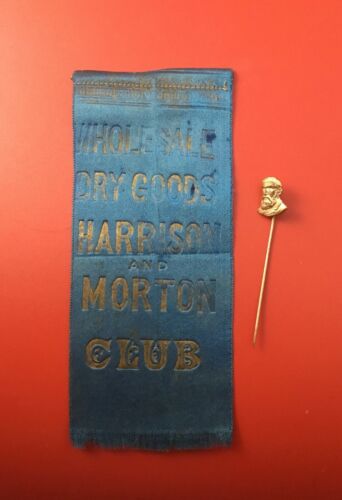 WHOLESALE
DRY GOODS
HARRISON
AND
MORTON
CLUB